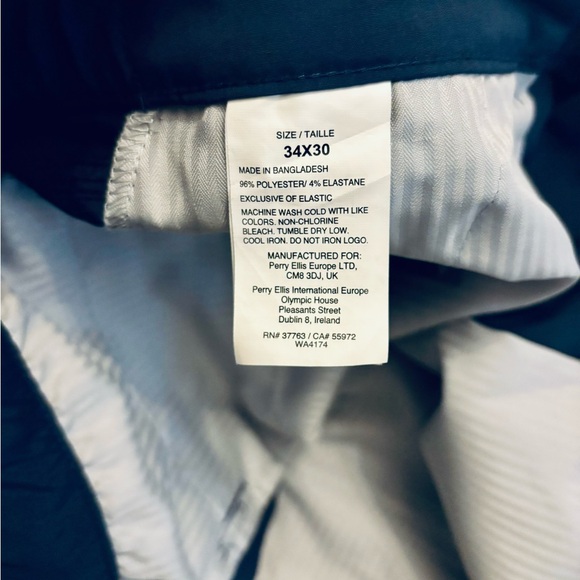 SIZE / TAILLE
34X30
MADE IN BANGLADESH
96% POLYESTER/ 4% ELASTANE
EXCLUSIVE OF ELASTIC
MACHINE WASH COLD WITH LIKE
COLORS. NON-CHLORINE
BLEACH. TUMBLE DRY LOW.
COOL IRON. DO NOT IRON LOGO.
MANUFACTURED FOR:
Perry Ellis Europe LTD,
CM8 3DJ, UK
Perry Ellis International Europe
Olympic House
Pleasants Street
Dublin 8, Ireland
RN# 37763 / CA# 55972
WA4174